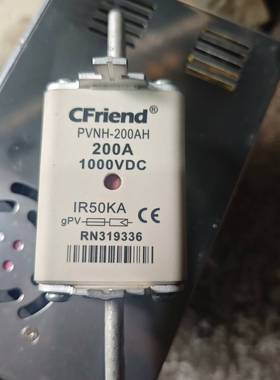 CFriend®
PVNH-200AH
200A
1000VDC
IR50KA
gPV CE
RN319336